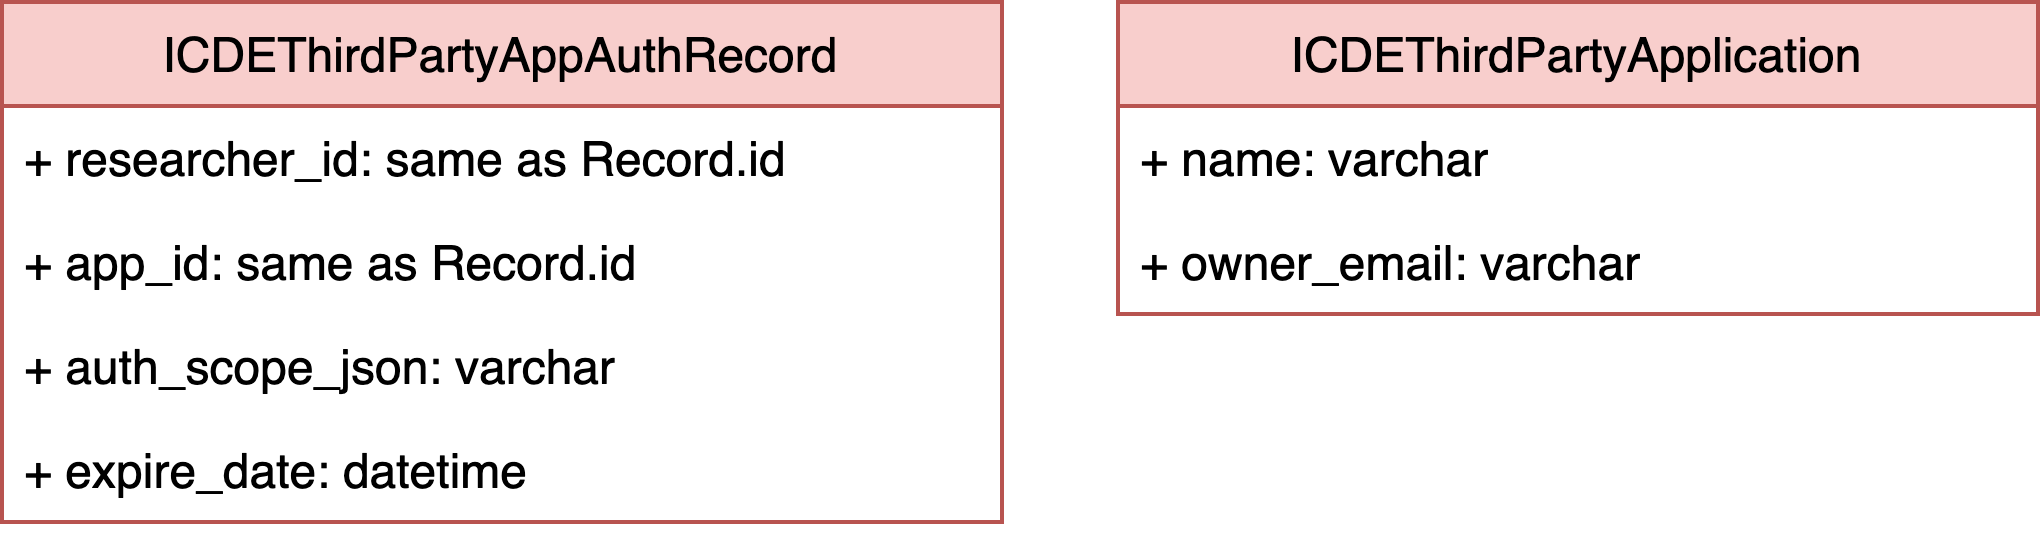 ICDEThirdPartyAppAuthRecord
+ researcher_id: same as Record.id
+ app_id: same as Record.id
+ auth_scope_json: varchar
+ expire_date: datetime
ICDEThirdPartyApplication
+ name: varchar
+ owner_email: varchar